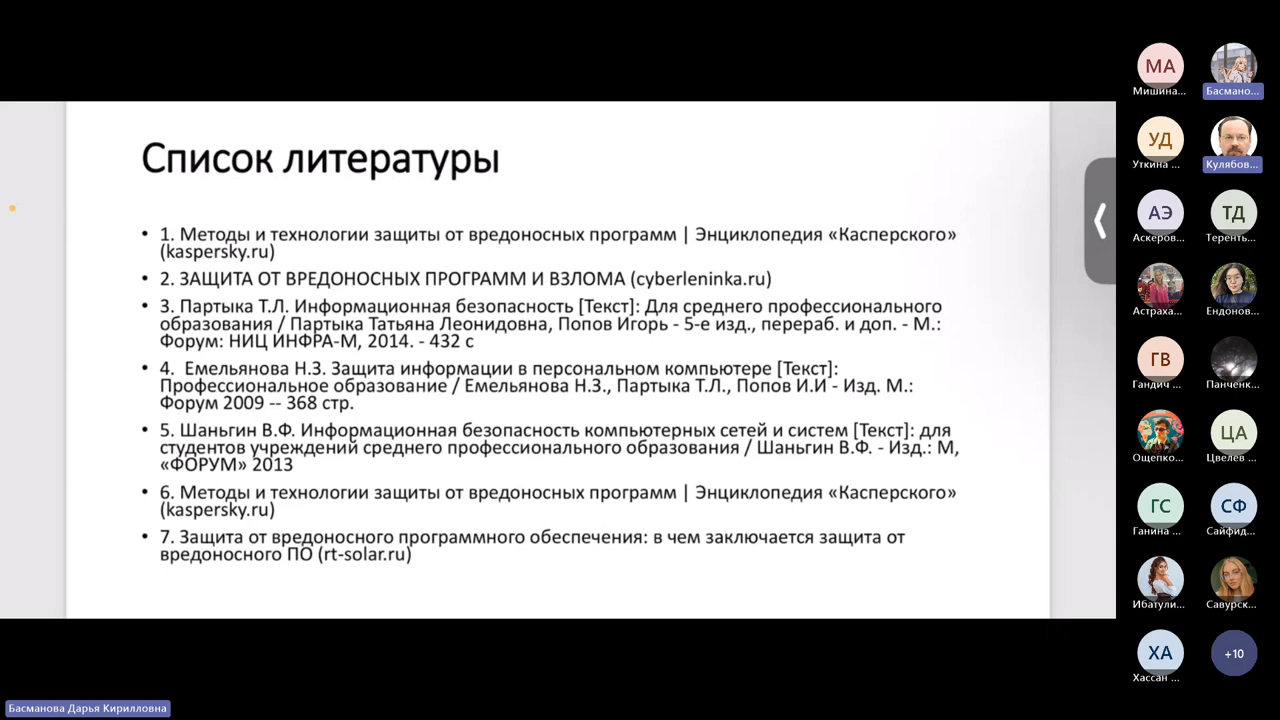 Список литературы
• 1. Методы и технологии защиты от вредоносных программ | Энциклопедия «Касперского»
(kaspersky.ru)
• 2. ЗАЩИТА ОТ ВРЕДОНОСНЫХ ПРОГРАММ И ВЗЛОМА (cyberleninka.ru)
• 3. Партыка Т.Л. Информационная безопасность [Текст]: Для среднего профессионального
образования / Партыка Татьяна Леонидовна, Попов Игорь - 5-е изд., перераб. и доп. - М.:
Форум: НИЦ ИНФРА-М, 2014. - 432 с
• 4. Емельянова Н.З. Защита информации в персональном компьютере [Текст]:
Профессиональное образование / Емельянова Н.З., Партыка Т.Л., Попов И.И - Изд. М.:
Форум 2009 -- 368 стр.
• 5. Шаньгин В.Ф. Информационная безопасность компьютерных сетей и систем [Текст]: для
студентов учреждений среднего профессионального образования / Шаньгин В.Ф. - Изд.: М,
«ФОРУМ» 2013
• 6. Методы и технологии защиты от вредоносных программ | Энциклопедия «Касперского»
(kaspersky.ru)
• 7. Защита от вредоносного программного обеспечения: в чем заключается защита от
вредоносного ПО (rt-solar.ru)
МА
Мишина...
Басмано...
УД
Уткина ...
Кулябов...
АЭ
Аскеров...
ТД
Теренть...
Астраха...
Ендонов...
ГВ
Гандич ...
Панченк...
Ощепко...
ЦА
Цвелев ...
ГС
Ганина ...
СФ
Сайфид...
Ибатули...
Савурск...
ХА
Хассан ...
+10
Басманова Дарья Кирилловна